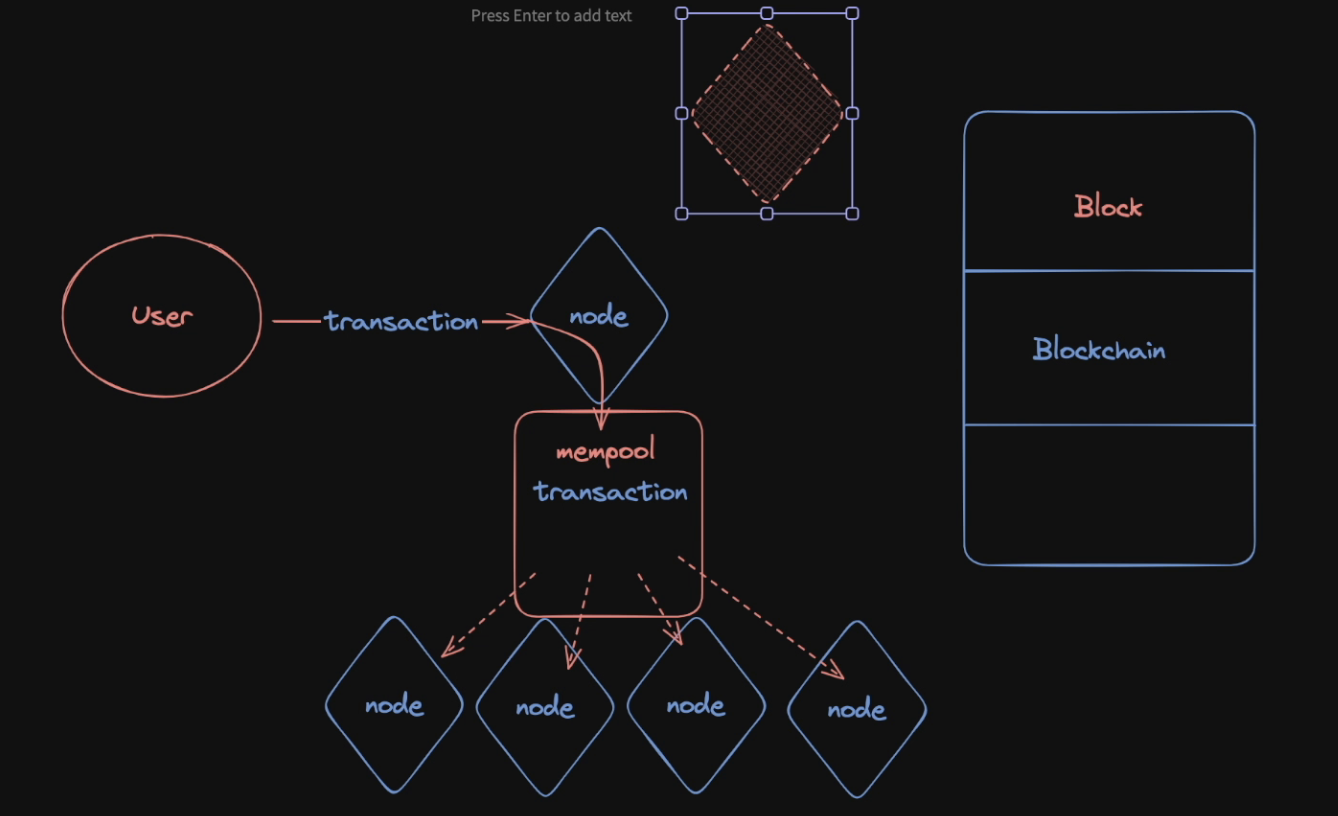 Press Enter to add text
Block
User
transaction
node
Blockchain
mempool
transaction
node
node
node
node